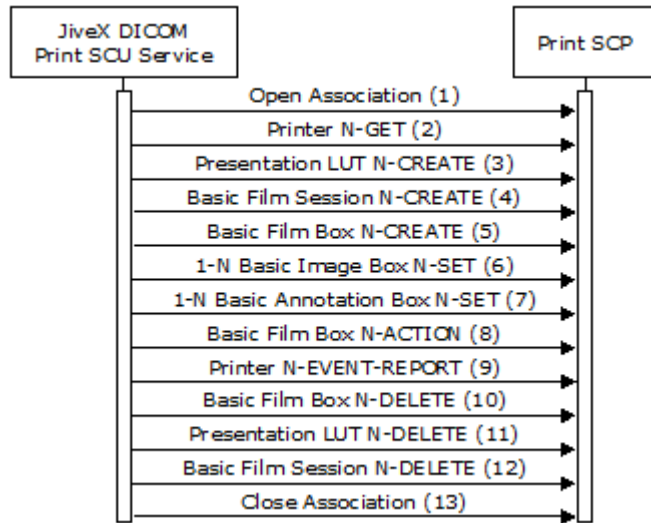 JiveX DICOM
Print SCU Service
Print SCP
Open Association (1)
Printer N-GET (2)
Presentation LUT N-CREATE (3)
Basic Film Session N-CREATE (4)
Basic Film Box N-CREATE (5)
1-N Basic Image Box N-SET (6)
1-N Basic Annotation Box N-SET (7)
Basic Film Box N-ACTION (8)
Printer N-EVENT-REPORT (9)
Basic Film Box N-DELETE (10)
Presentation LUT N-DELETE (11)
Basic Film Session N-DELETE (12)
Close Association (13)